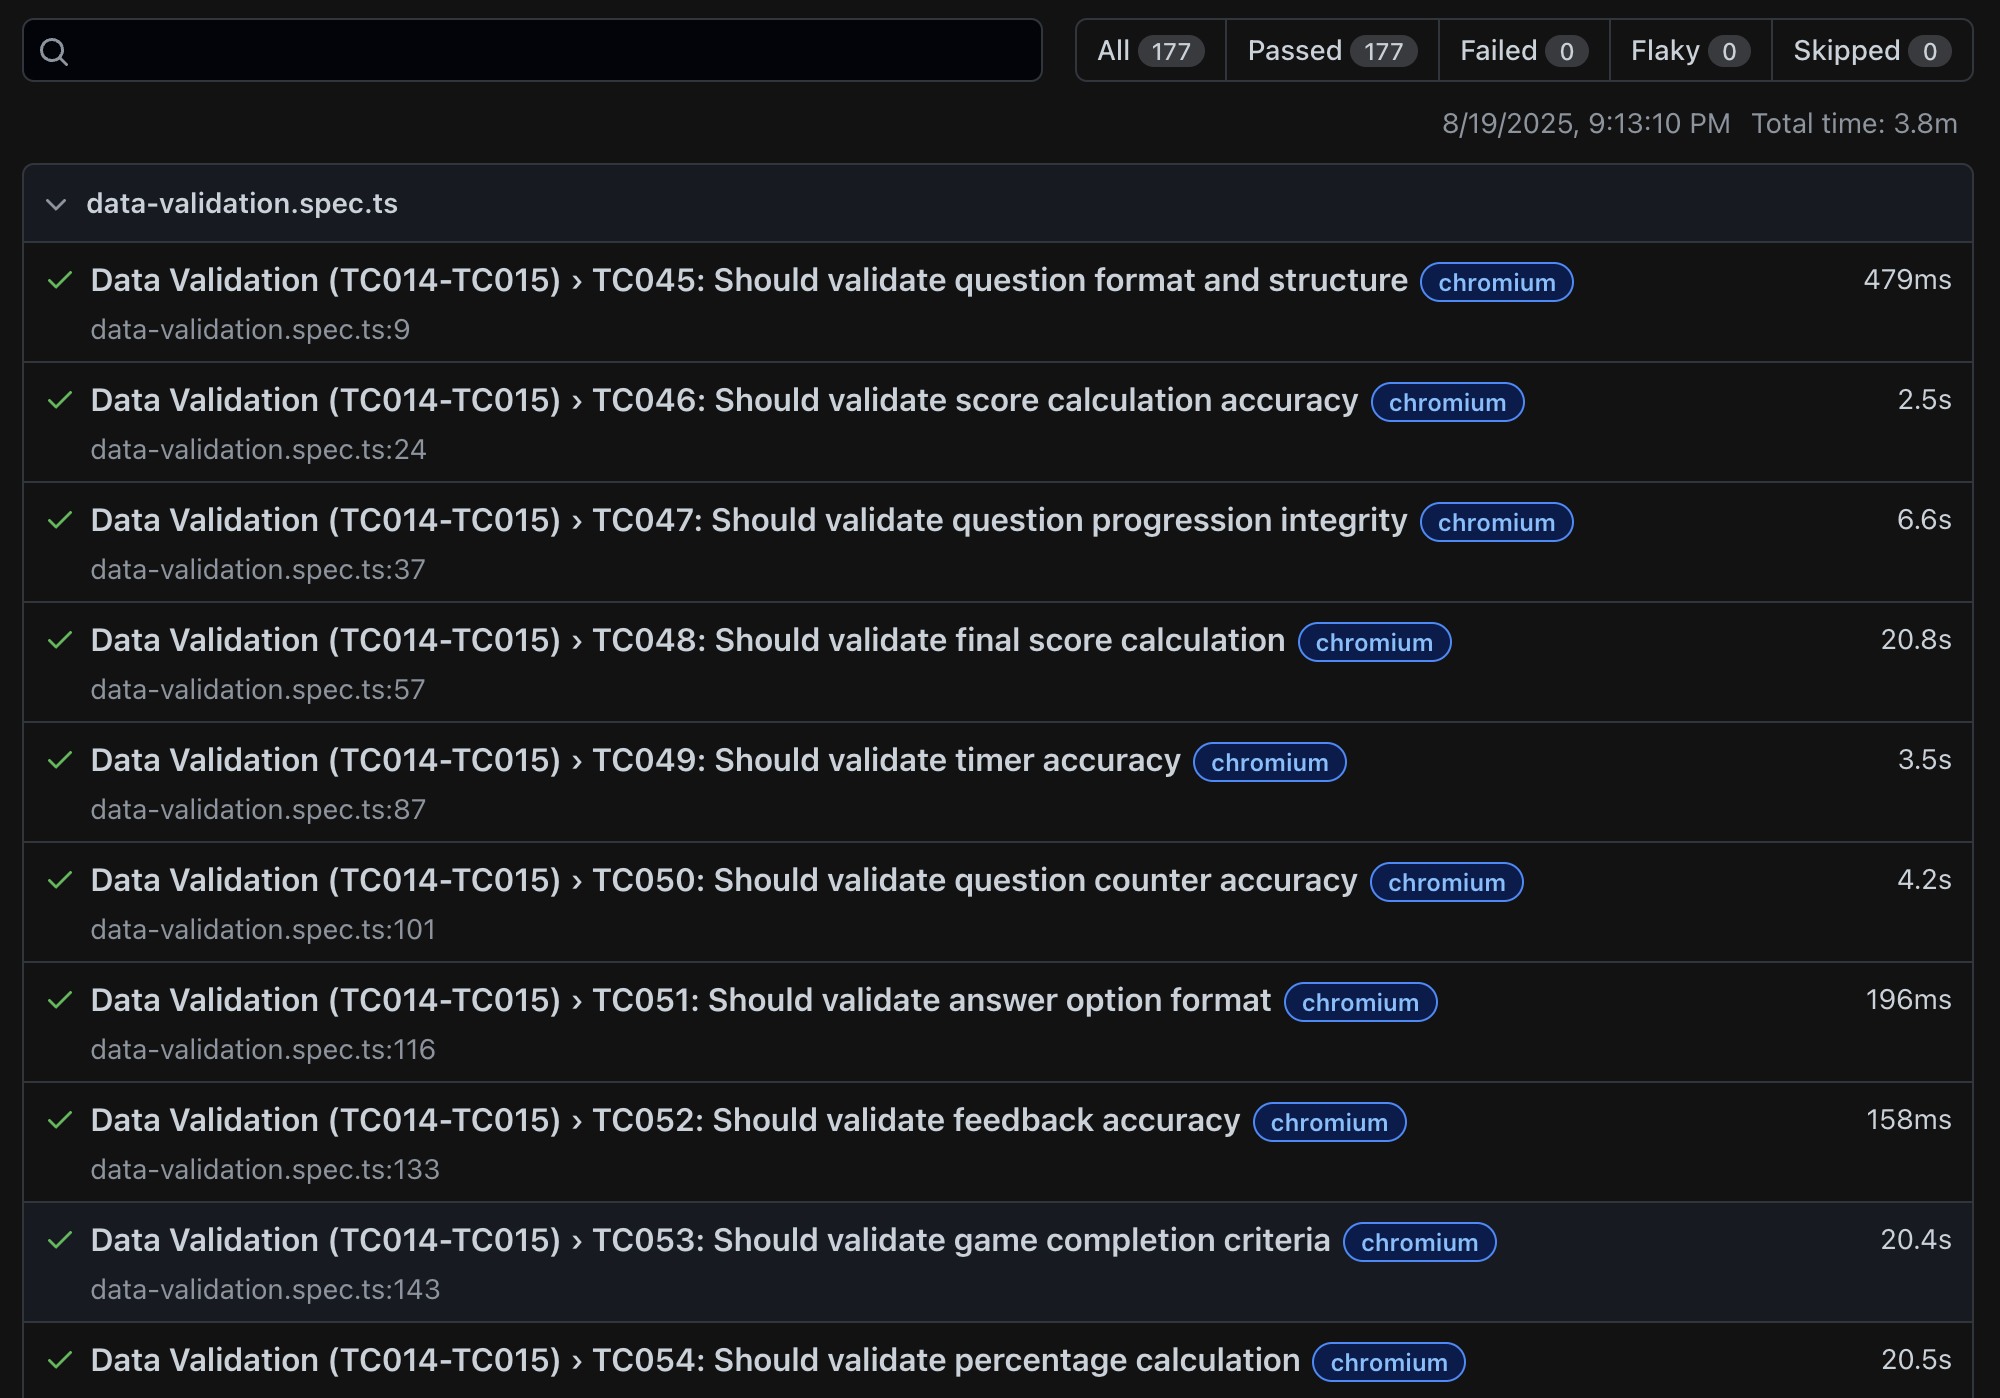 All 177 Passed 177 Failed 0 Flaky 0 Skipped 0
8/19/2025, 9:13:10 PM Total time: 3.8m
data-validation.spec.ts
Data Validation (TC014-TC015) › TC045: Should validate question format and structure chromium 479ms
data-validation.spec.ts:9
Data Validation (TC014-TC015) › TC046: Should validate score calculation accuracy chromium 2.5s
data-validation.spec.ts:24
Data Validation (TC014-TC015) › TC047: Should validate question progression integrity chromium 6.6s
data-validation.spec.ts:37
Data Validation (TC014-TC015) › TC048: Should validate final score calculation chromium 20.8s
data-validation.spec.ts:57
Data Validation (TC014-TC015) › TC049: Should validate timer accuracy chromium 3.5s
data-validation.spec.ts:87
Data Validation (TC014-TC015) › TC050: Should validate question counter accuracy chromium 4.2s
data-validation.spec.ts:101
Data Validation (TC014-TC015) › TC051: Should validate answer option format chromium 196ms
data-validation.spec.ts:116
Data Validation (TC014-TC015) › TC052: Should validate feedback accuracy chromium 158ms
data-validation.spec.ts:133
Data Validation (TC014-TC015) › TC053: Should validate game completion criteria chromium 20.4s
data-validation.spec.ts:143
Data Validation (TC014-TC015) › TC054: Should validate percentage calculation chromium 20.5s